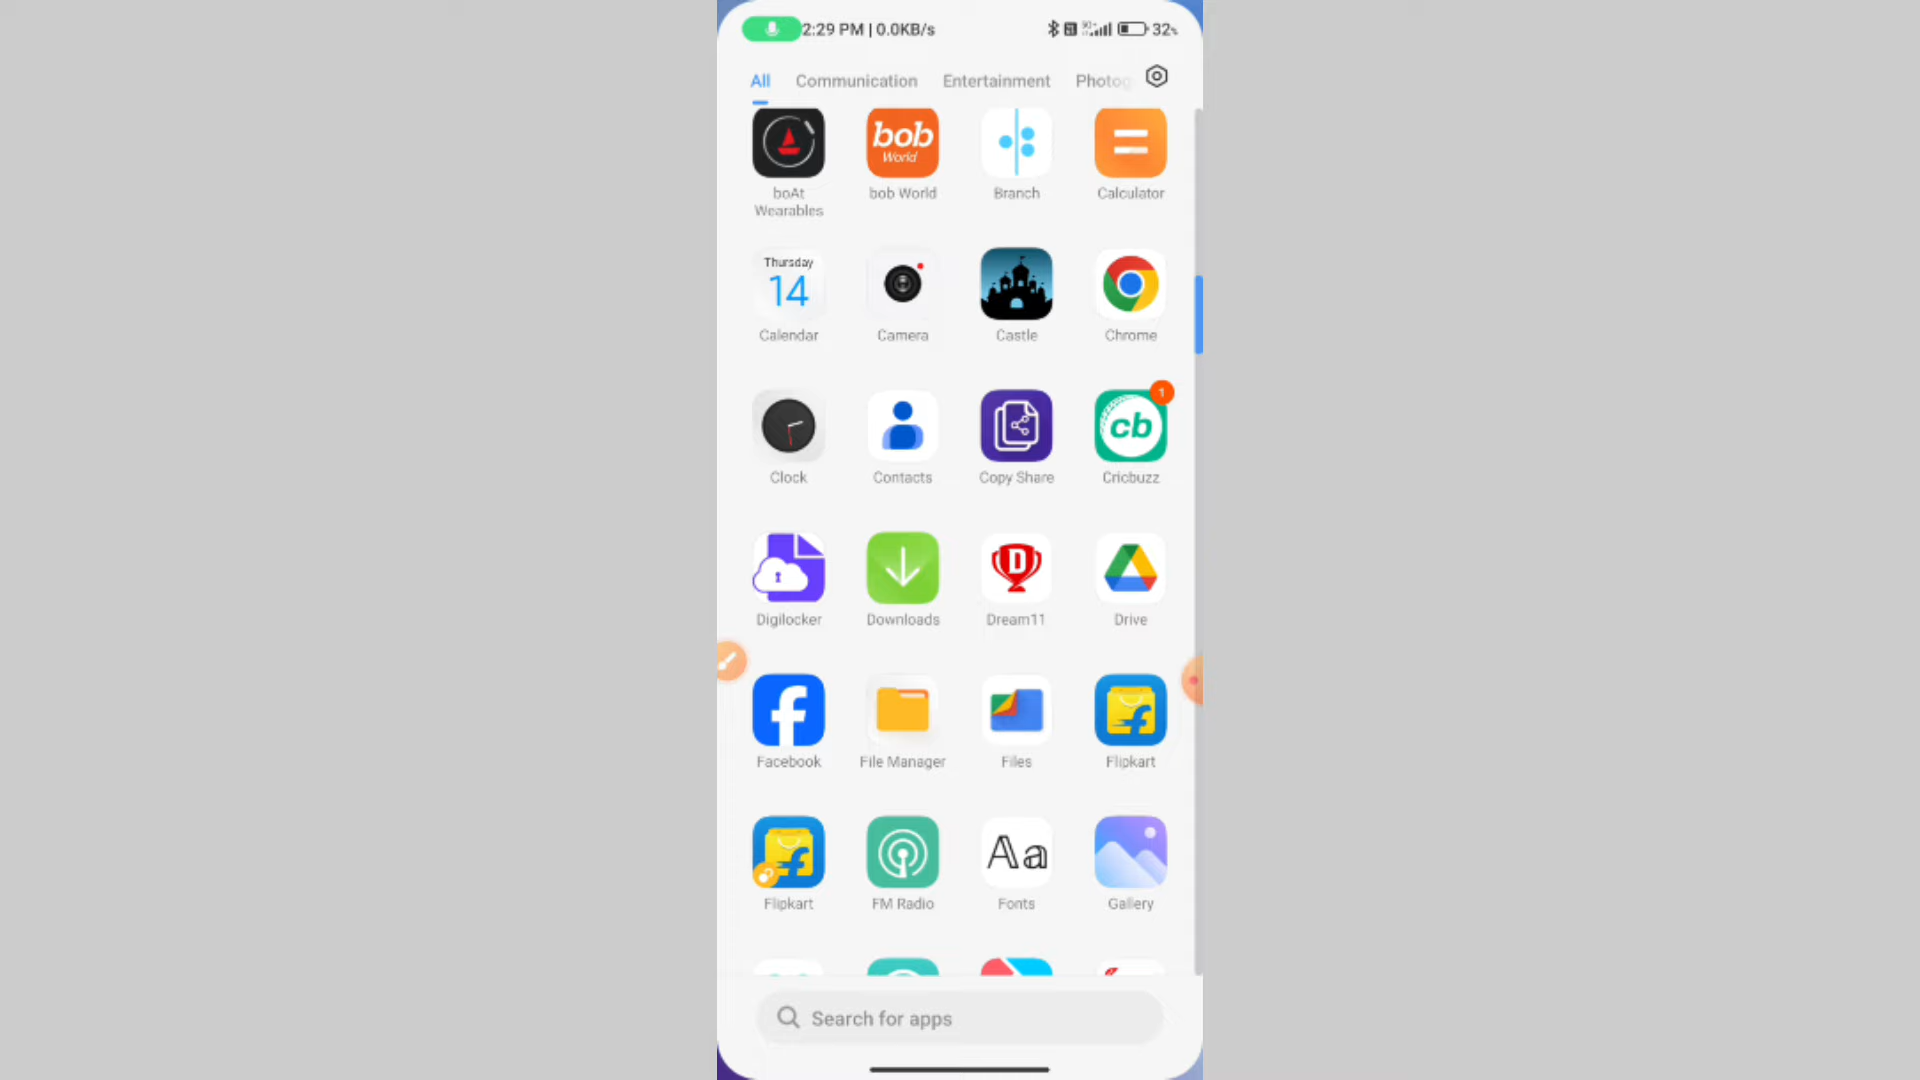 2:29 PM | 0.0KB/s 32%
All Communication Entertainment Photog
bob
World
boAt
Wearables
bob World
Branch
Calculator
Thursday
14
Calendar
Camera
Castle
Chrome
1
cb
Clock
Contacts
Copy Share
Cricbuzz
D
Digilocker
Downloads
Dream11
Drive
f
Facebook
File Manager
Files
Flipkart
Aa
Flipkart
FM Radio
Fonts
Gallery
Search for apps